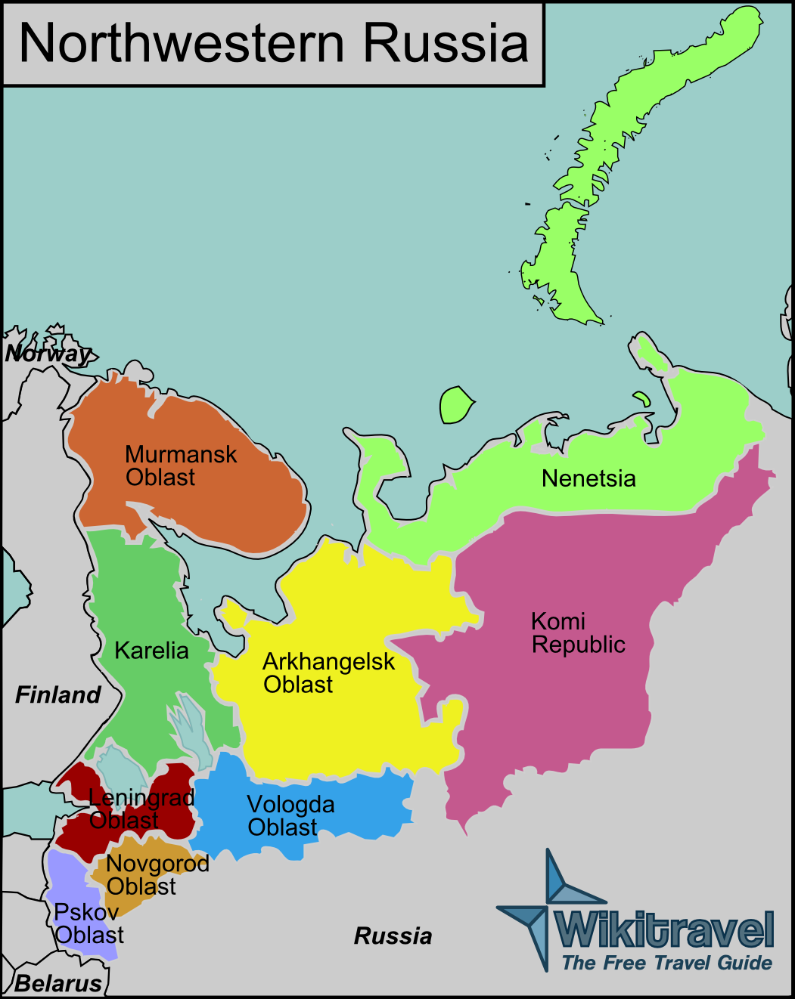 Northwestern Russia
Norway
Murmansk
Oblast
Nenetsia
Komi
Republic
Karelia
Arkhangelsk
Oblast
Finland
Leningrad
Oblast
Vologda
Oblast
Novgorod
Oblast
Pskov
Oblast
Russia
Wikitravel
The Free Travel Guide
Belarus